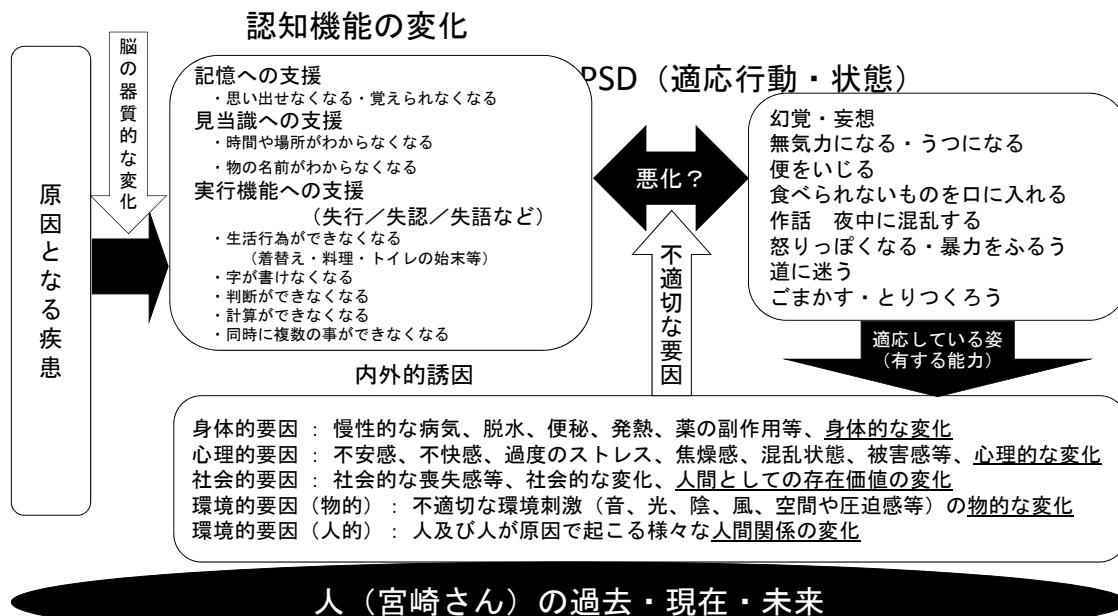 認知機能の変化
脳の器質的な変化
原因となる疾患
記憶への支援
・思い出せなくなる・覚えられなくなる
見当識への支援
・時間や場所がわからなくなる
・物の名前がわからなくなる
実行機能への支援
(失行／失認／失語など)
・生活行為ができなくなる
（着替え・料理・トイレの始末等）
・字が書けなくなる
・判断ができなくなる
・計算ができなくなる
・同時に複数の事ができなくなる
PSD（適応行動・状態）
悪化？
不適切な要因
幻覚・妄想
無気力になる・うつになる
便をいじる
食べられないものを口に入れる
作話　夜中に混乱する
怒りっぽくなる・暴力をふるう
道に迷う
ごまかす・とりつくろう
適応している姿
（有する能力）
内外的誘因
身体的要因 ： 慢性的な病気、脱水、便秘、発熱、薬の副作用等、身体的な変化
心理的要因 ： 不安感、不快感、過度のストレス、焦燥感、混乱状態、被害感等、心理的な変化
社会的要因 ： 社会的な喪失感等、社会的な変化、人間としての存在価値の変化
環境的要因（物的） ： 不適切な環境刺激（音、光、陰、風、空間や圧迫感等）の物的な変化
環境的要因（人的） ： 人及び人が原因で起こる様々な人間関係の変化
人（宮崎さん）の過去・現在・未来